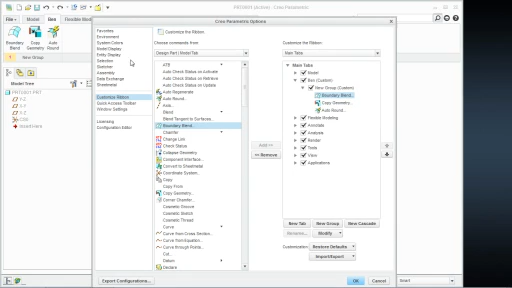 PRT0001 (Active) - Creo Parametric
Creo Parametric Options
File
Model
Ben
Flexible Mod
Boundary Blend
Copy Geometry
Auto Round
New Group
Model Tree
PRT0001.PRT
X-Z
Y-Z
X-Y
CSO
Insert Here
Favorites
Environment
System Colors
Model Display
Entity Display
Selection
Sketcher
Assembly
Data Exchange
Sheetmetal
Customize Ribbon
Quick Access Toolbar
Window Settings
Licensing
Configuration Editor
Customize the Ribbon
Choose commands from:
Design Part | Model Tab
ATB
Auto Check Status on Activate
Auto Check Status on Retrieve
Auto Check Status on Update
Auto Regenerate
Auto Round...
Axis...
Blend
Blend Tangent to Surfaces...
Boundary Blend...
Chamfer
Change Link
Check Status
Collapse Geometry
Component Interface...
Convert to Sheetmetal
Coordinate System...
Copy
Copy From
Copy Geometry...
Corner Chamfer...
Cosmetic Groove
Cosmetic Sketch
Cosmetic Thread
Curve
Curve from Cross Section...
Curve from Equation...
Curve through Points...
Cut...
Datum
Declare
Add >>
<< Remove
Customize the Ribbon:
Main Tabs
Main Tabs
Model
Ben (Custom)
New Group (Custom)
Boundary Blend...
Copy Geometry...
Auto Round...
Flexible Modeling
Annotate
Analysis
Render
Tools
View
Applications
New Tab
New Group
New Cascade
Rename...
Modify
Customization:
Restore Defaults
Import/Export
Export Configurations...
OK
Cancel
Smart